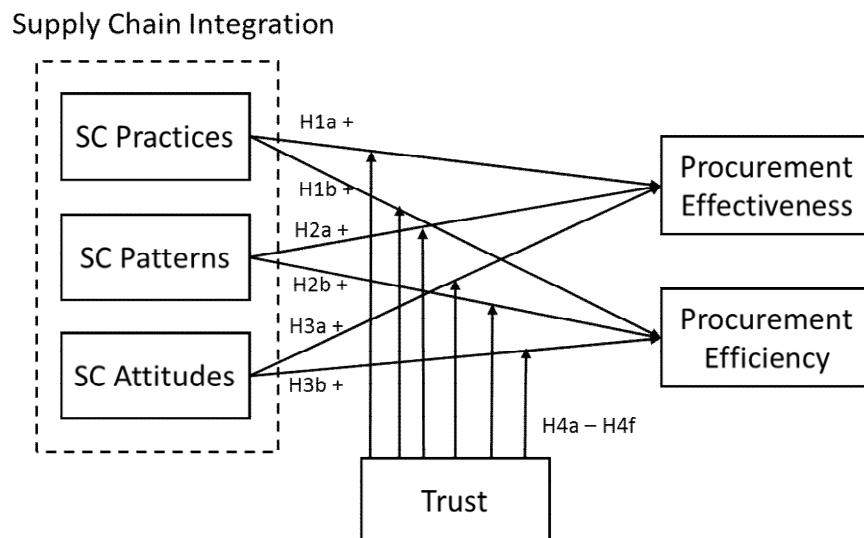 Supply Chain Integration
SC Practices
SC Patterns
SC Attitudes
H1a +
H1b +
H2a +
H2b +
H3a +
H3b +
Procurement
Effectiveness
Procurement
Efficiency
H4a – H4f
Trust